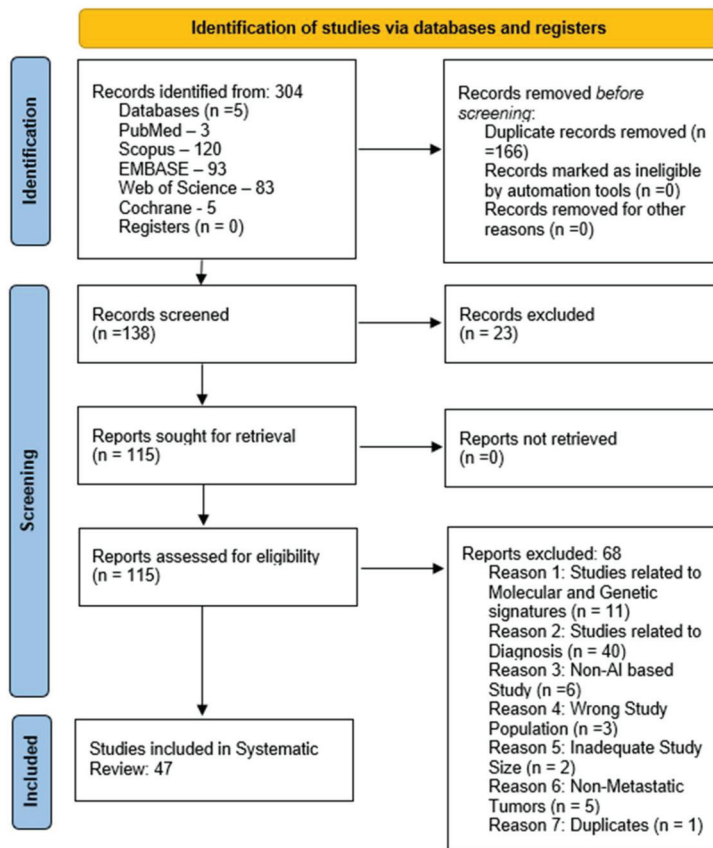 Identification of studies via databases and registers
Identification
Records identified from: 304
Databases (n =5)
PubMed – 3
Scopus – 120
EMBASE – 93
Web of Science – 83
Cochrane - 5
Registers (n = 0)
Records removed before
screening:
Duplicate records removed (n
=166)
Records marked as ineligible
by automation tools (n =0)
Records removed for other
reasons (n =0)
Screening
Records screened
(n =138)
Records excluded
(n = 23)
Reports sought for retrieval
(n = 115)
Reports not retrieved
(n =0)
Reports assessed for eligibility
(n = 115)
Reports excluded: 68
Reason 1: Studies related to
Molecular and Genetic
signatures (n = 11)
Reason 2: Studies related to
Diagnosis (n = 40)
Reason 3: Non-AI based
Study (n =6)
Reason 4: Wrong Study
Population (n =3)
Reason 5: Inadequate Study
Size (n = 2)
Reason 6: Non-Metastatic
Tumors (n = 5)
Reason 7: Duplicates (n = 1)
Included
Studies included in Systematic
Review: 47